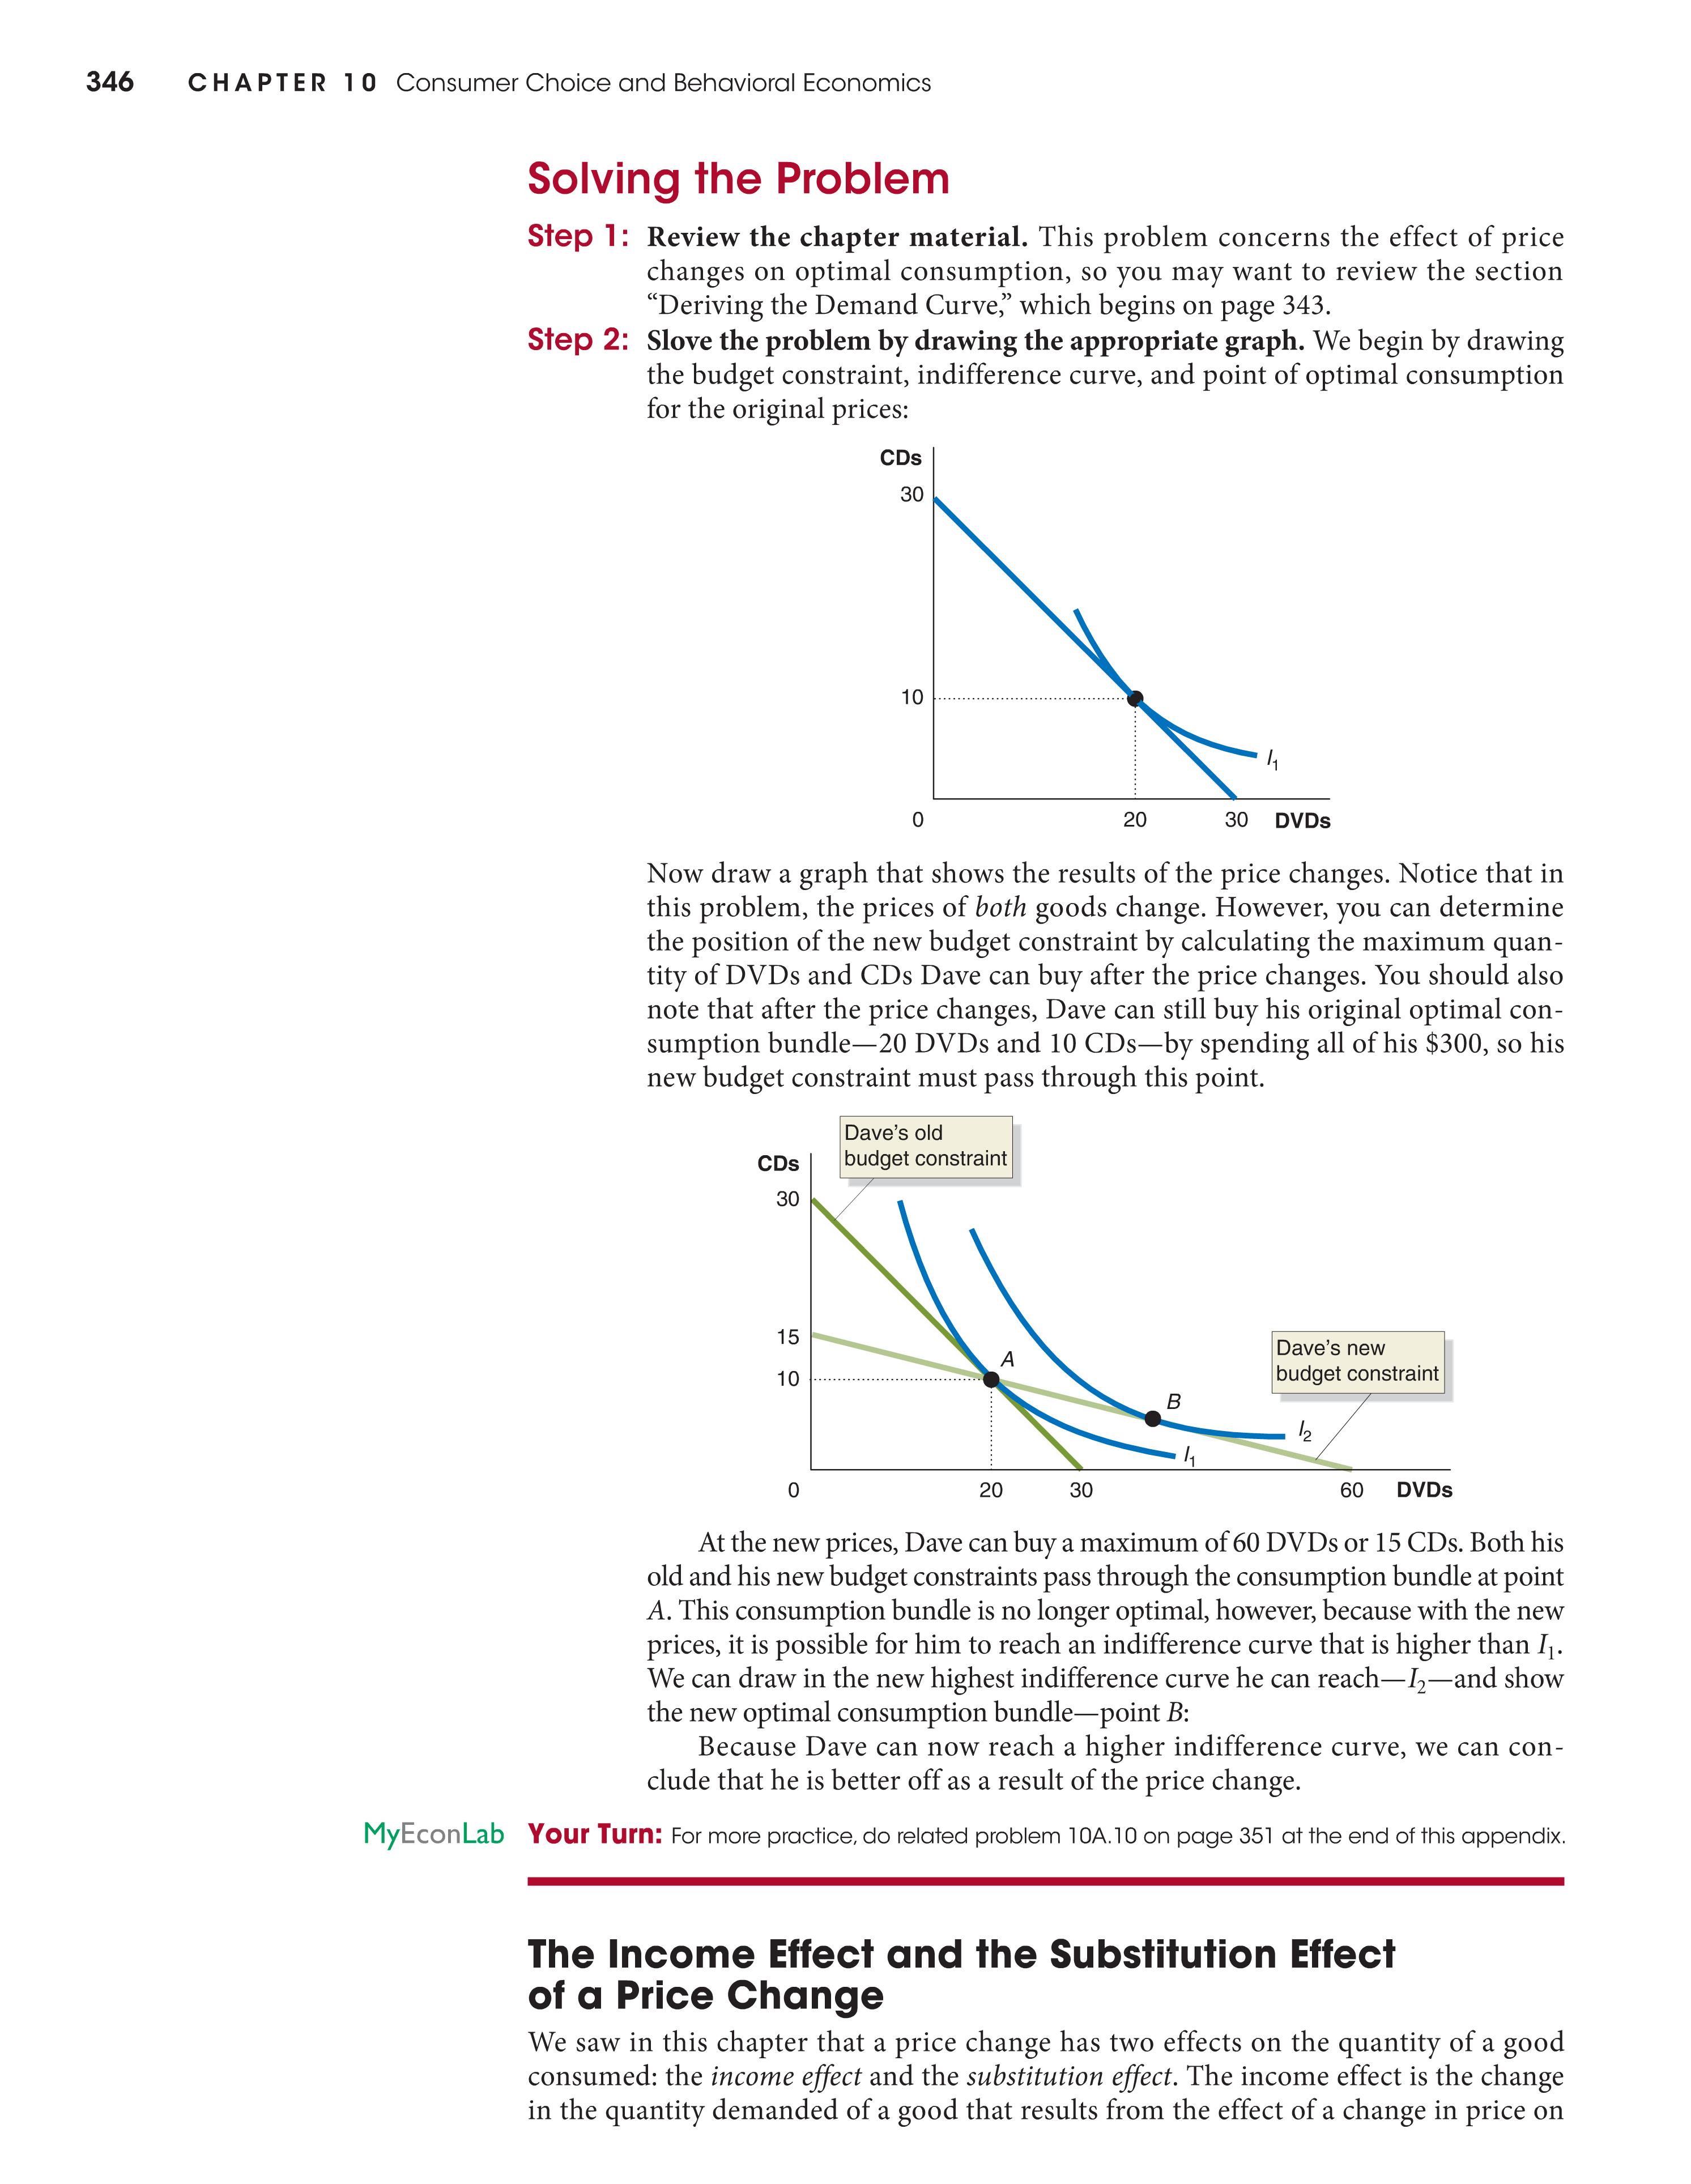 346 CHAPTER 10 Consumer Choice and Behavioral Economics
Solving the Problem
Step 1: Review the chapter material. This problem concerns the effect of price
changes on optimal consumption, so you may want to review the section
“Deriving the Demand Curve,” which begins on page 343.
Step 2: Slove the problem by drawing the appropriate graph. We begin by drawing
the budget constraint, indifference curve, and point of optimal consumption
for the original prices:
CDs
30
10
I1
0 20 30 DVDs
Now draw a graph that shows the results of the price changes. Notice that in
this problem, the prices of both goods change. However, you can determine
the position of the new budget constraint by calculating the maximum quan-
tity of DVDs and CDs Dave can buy after the price changes. You should also
note that after the price changes, Dave can still buy his original optimal con-
sumption bundle—20 DVDs and 10 CDs—by spending all of his $300, so his
new budget constraint must pass through this point.
Dave’s old
budget constraint
CDs
30
15
Dave’s new
budget constraint
A
10
B
I2
I1
0 20 30 60 DVDs
At the new prices, Dave can buy a maximum of 60 DVDs or 15 CDs. Both his
old and his new budget constraints pass through the consumption bundle at point
A. This consumption bundle is no longer optimal, however, because with the new
prices, it is possible for him to reach an indifference curve that is higher than I1.
We can draw in the new highest indifference curve he can reach—I2—and show
the new optimal consumption bundle—point B:
Because Dave can now reach a higher indifference curve, we can con-
clude that he is better off as a result of the price change.
MyEconLab Your Turn: For more practice, do related problem 10A.10 on page 351 at the end of this appendix.
The Income Effect and the Substitution Effect
of a Price Change
We saw in this chapter that a price change has two effects on the quantity of a good
consumed: the income effect and the substitution effect. The income effect is the change
in the quantity demanded of a good that results from the effect of a change in price on